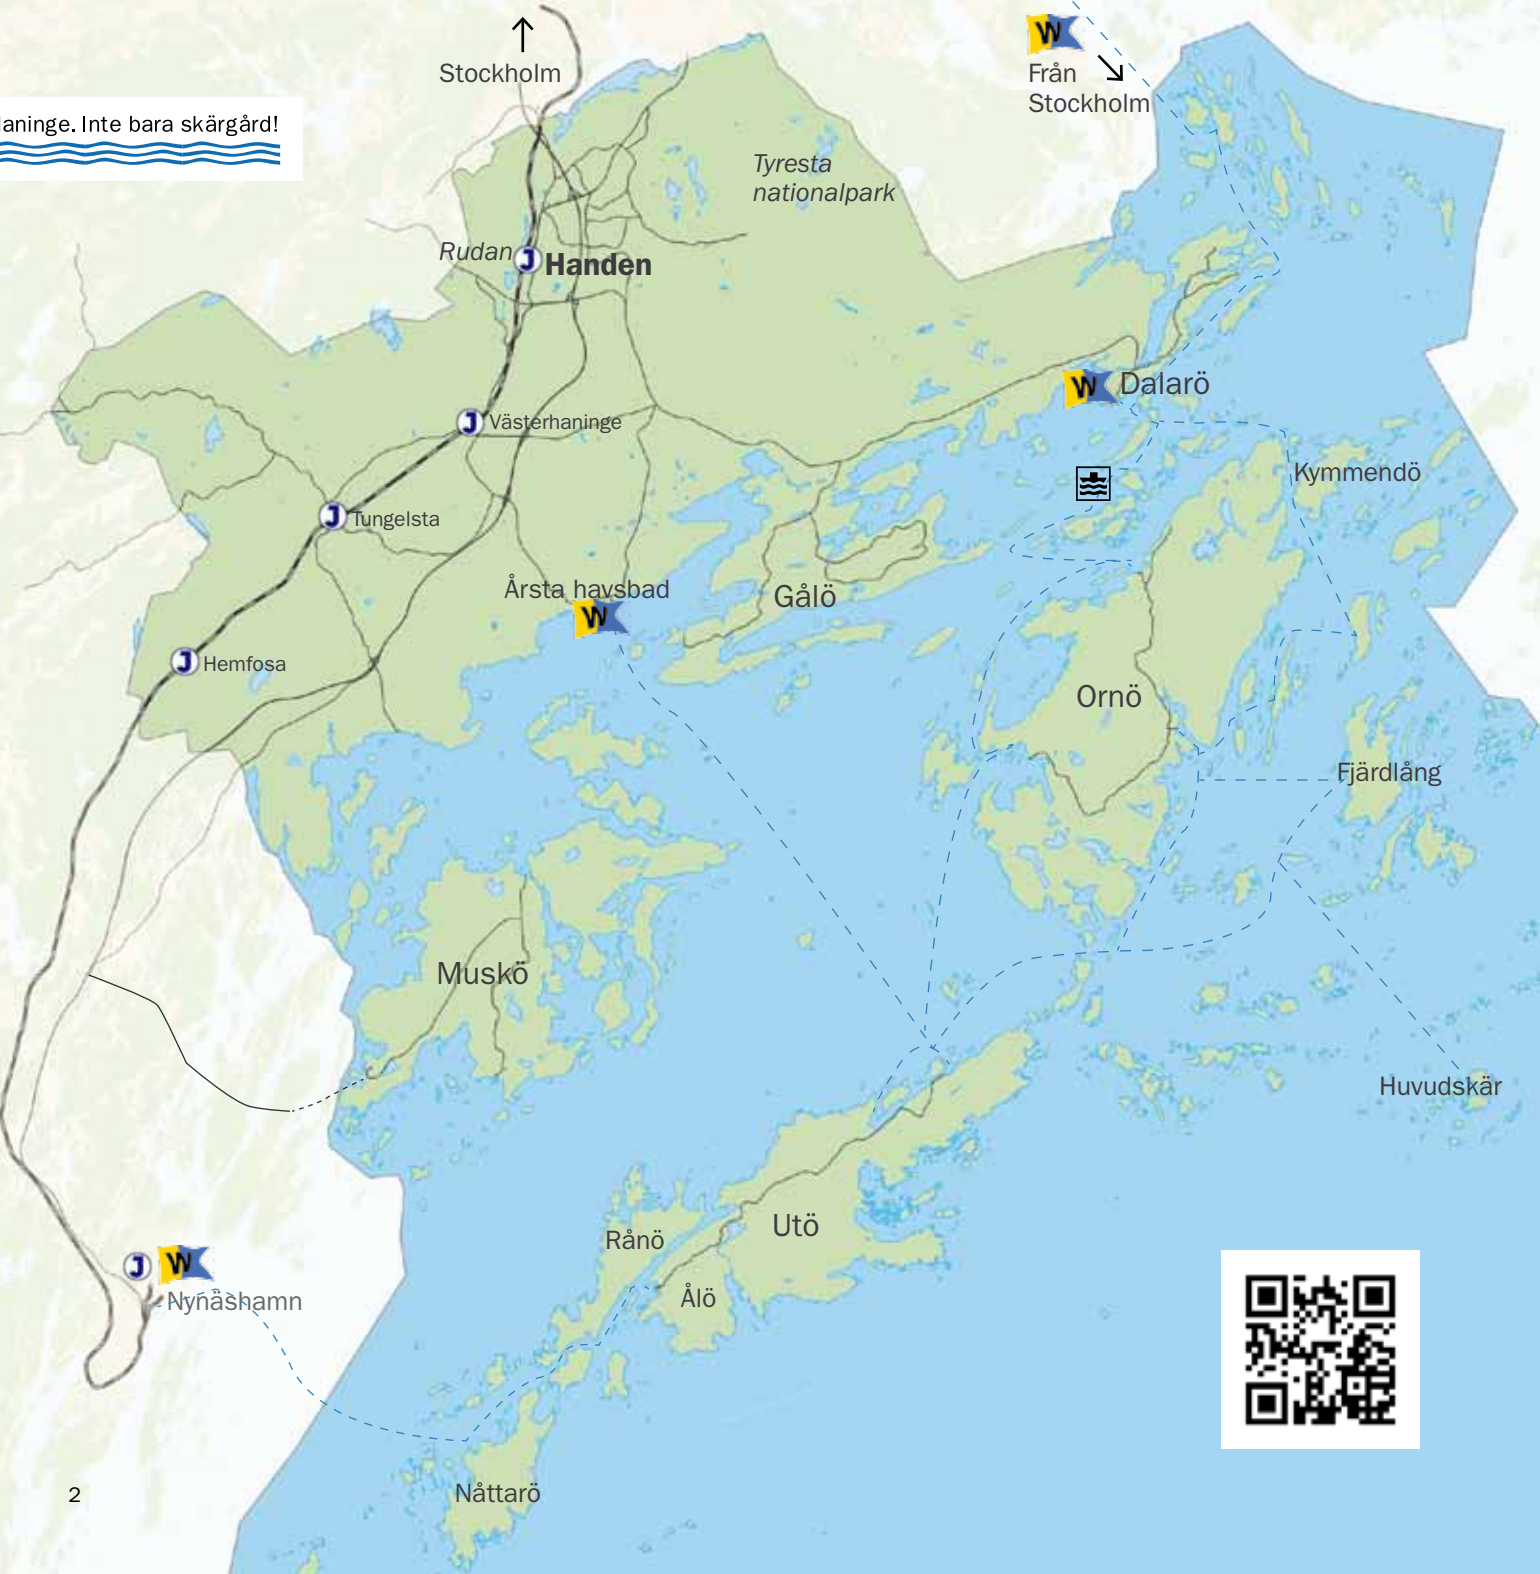 Stockholm
W
Från
Stockholm
laninge. Inte bara skärgård!
Tyresta
nationalpark
Rudan
J
Handen
W
Dalarö
J
Västerhaninge
Kymmendö
J
Tungelsta
Årsta havsbad
W
Gålö
J
Hemfosa
Ornö
Fjärdlång
Muskö
Huvudskär
Utö
Rånö
J
W
Ålö
Nynäshamn
Nåttarö
2